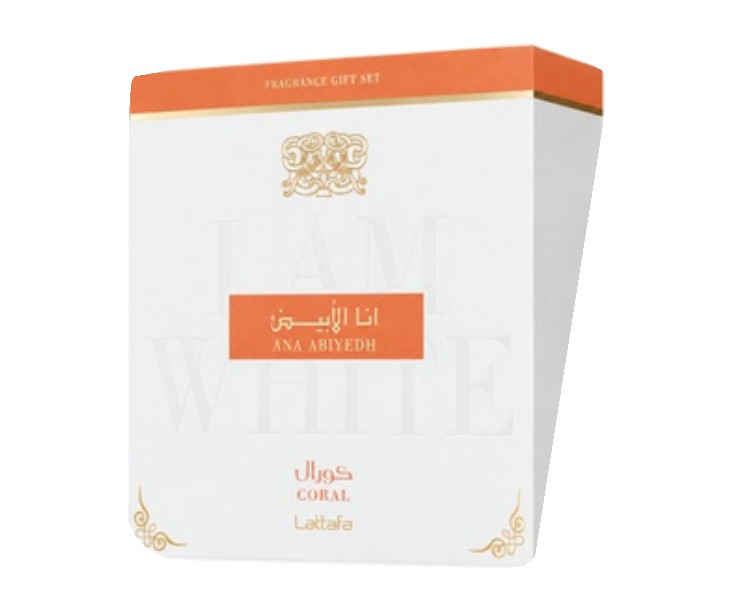 FRAGRANCE GIFT SET
I AM
انا الأبيض
ANA ABIYEDH
WHITE
كورال
CORAL
Lattafa